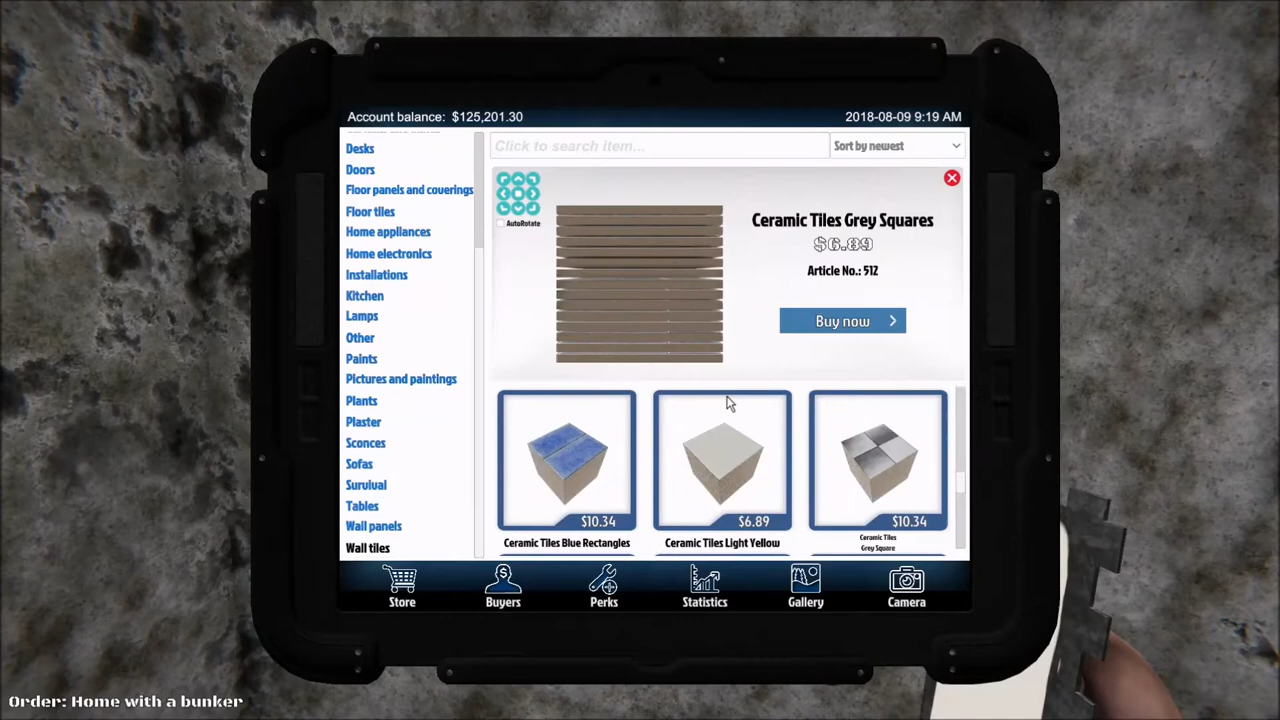 Account balance: $125,201.30
2018-08-09 9:19 AM
Desks
Doors
Floor panels and coverings
Floor tiles
Home appliances
Home electronics
Installations
Kitchen
Lamps
Other
Paints
Pictures and paintings
Plants
Plaster
Sconces
Sofas
Survival
Tables
Wall panels
Wall tiles
Click to search item...
Sort by newest
AutoRotate
Ceramic Tiles Grey Squares
$6.89
Article No.: 512
Buy now
$10.34
Ceramic Tiles Blue Rectangles
$6.89
Ceramic Tiles Light Yellow
$10.34
Ceramic Tiles
Grey Square
Store
Buyers
Perks
Statistics
Gallery
Camera
Order: Home with a bunker